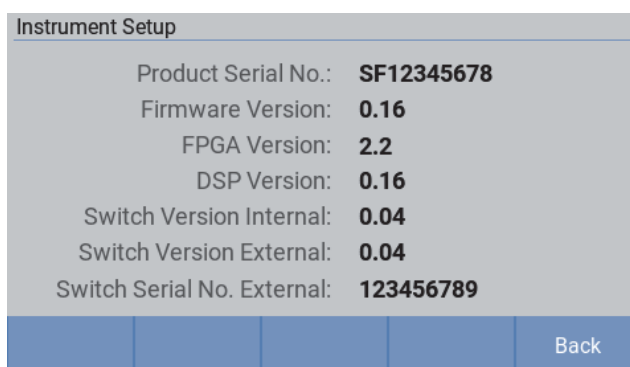 Instrument Setup
Product Serial No.: SF12345678
Firmware Version: 0.16
FPGA Version: 2.2
DSP Version: 0.16
Switch Version Internal: 0.04
Switch Version External: 0.04
Switch Serial No. External: 123456789
Back